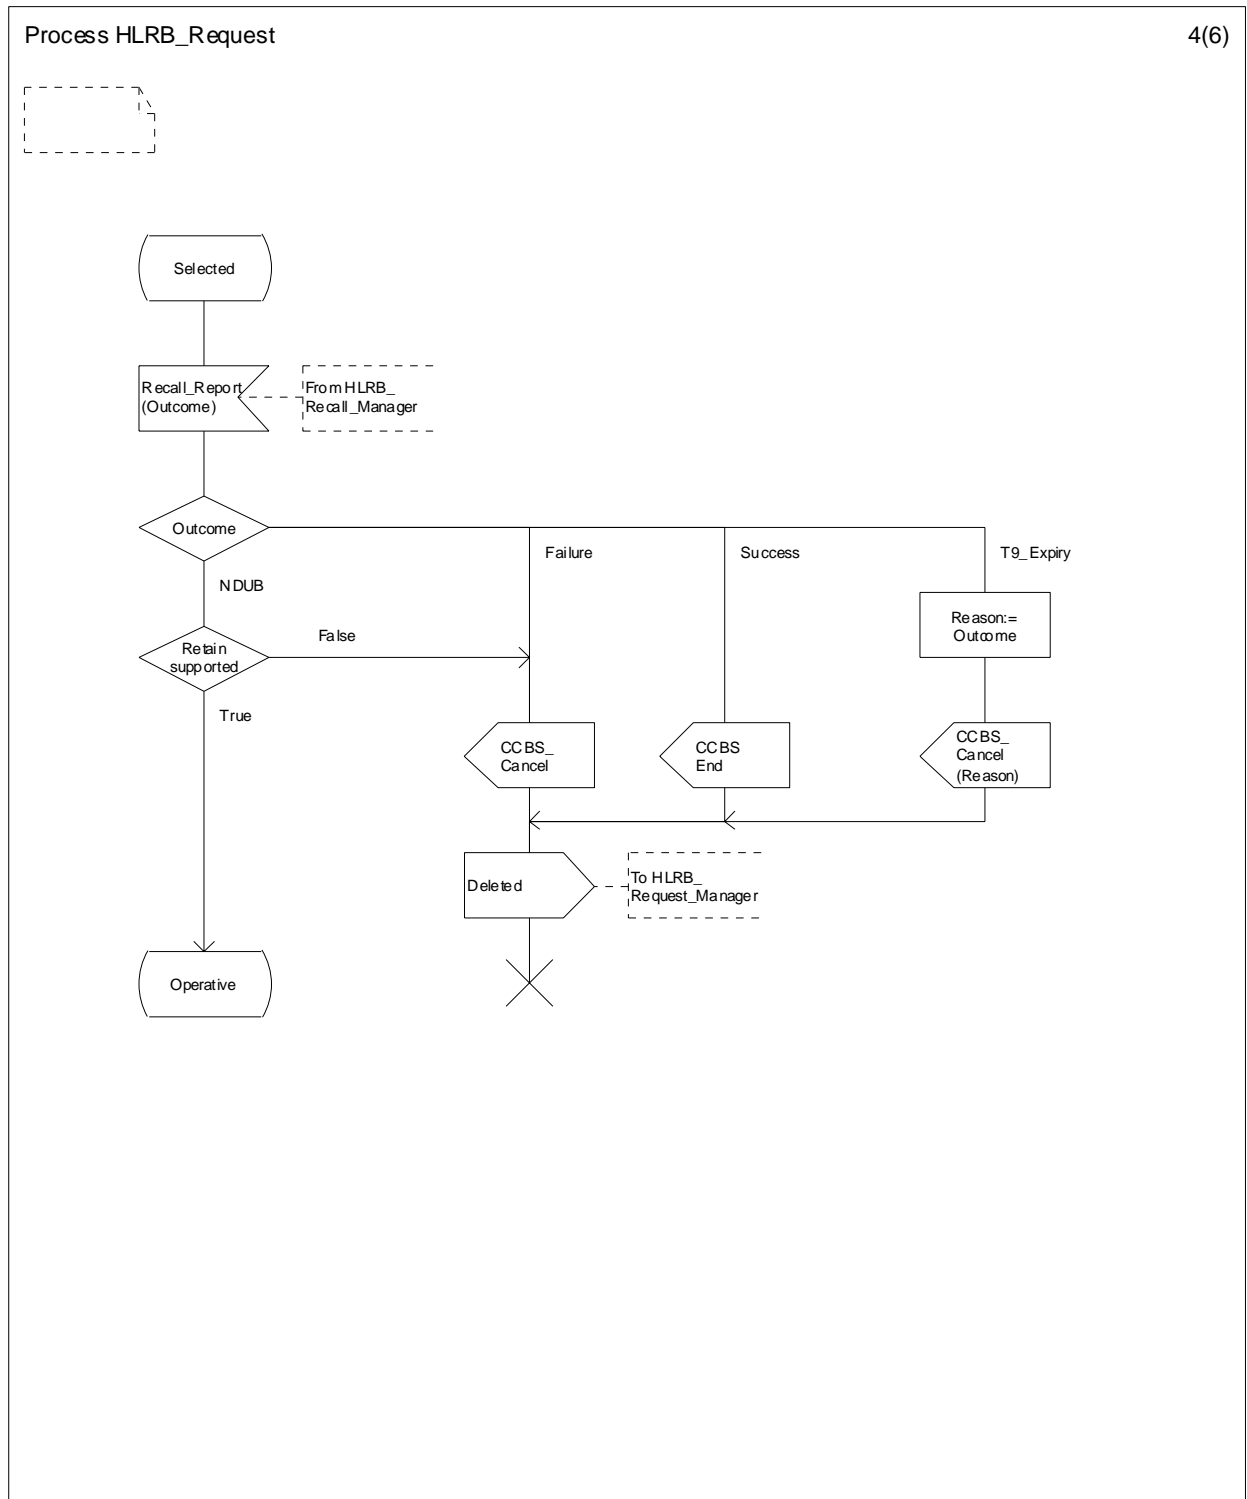 Process HLRB_Request
4(6)
Selected
Recall_Report
(Outcome)
From HLRB_
Recall_Manager
Outcome
Failure
Success
T9_Expiry
NDUB
Reason:=
Outcome
Retain
supported
False
True
CCBS_
Cancel
CCBS
End
CCBS_
Cancel
(Reason)
Deleted
To HLRB_
Request_Manager
Operative